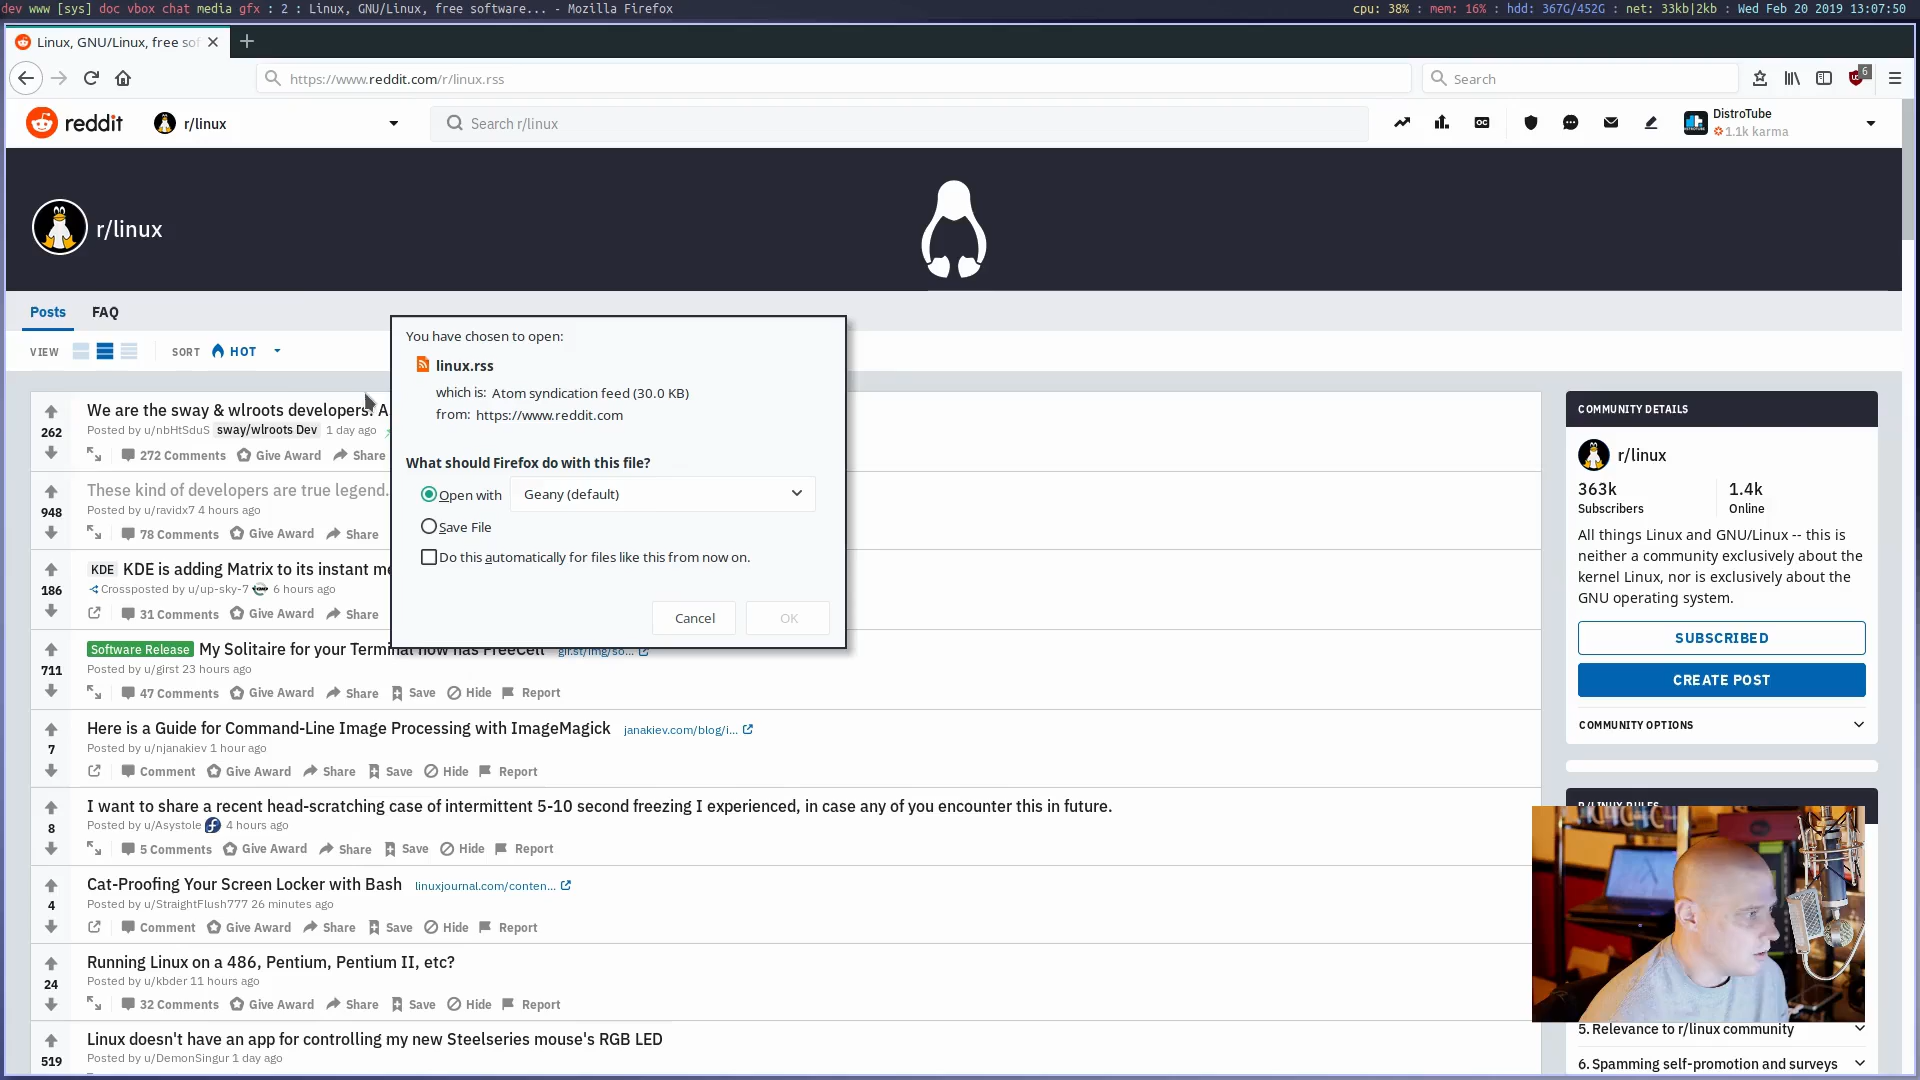 dev www [sys] doc vbox chat media gfx : 2 : Linux, GNU/Linux, free software... - Mozilla Firefox
cpu: 38% : mem: 16% : hdd: 367G/452G : net: 33kb|2kb : Wed Feb 20 2019 13:07:50
Linux, GNU/Linux, free sof
https://www.reddit.com/r/linux.rss
Search
6
reddit
r/linux
Search r/linux
DistroTube
1.1k karma
r/linux
Posts FAQ
VIEW SORT HOT
You have chosen to open:
linux.rss
which is: Atom syndication feed (30.0 KB)
from: https://www.reddit.com
What should Firefox do with this file?
Open with Geany (default)
Save File
Do this automatically for files like this from now on.
Cancel OK
262
We are the sway & wlroots developers! A
Posted by u/nbHtSduS sway/wlroots Dev 1 day ago
272 Comments Give Award Share
948
These kind of developers are true legend.
Posted by u/ravidx7 4 hours ago
78 Comments Give Award Share
186
KDE KDE is adding Matrix to its instant me
Crossposted by u/up-sky-7 6 hours ago
31 Comments Give Award Share
711
Software Release My Solitaire for your Terminal now has FreeCell
Posted by u/girst 23 hours ago
47 Comments Give Award Share Save Hide Report
7
Here is a Guide for Command-Line Image Processing with ImageMagick janakiev.com/blog/i...
Posted by u/njanakiev 1 hour ago
Comment Give Award Share Save Hide Report
8
I want to share a recent head-scratching case of intermittent 5-10 second freezing I experienced, in case any of you encounter this in future.
Posted by u/Asystole 4 hours ago
5 Comments Give Award Share Save Hide Report
4
Cat-Proofing Your Screen Locker with Bash linuxjournal.com/conten...
Posted by u/StraightFlush777 26 minutes ago
Comment Give Award Share Save Hide Report
24
Running Linux on a 486, Pentium, Pentium II, etc?
Posted by u/kbder 11 hours ago
32 Comments Give Award Share Save Hide Report
519
Linux doesn't have an app for controlling my new Steelseries mouse's RGB LED
Posted by u/DemonSingur 1 day ago
COMMUNITY DETAILS
r/linux
363k 1.4k
Subscribers Online
All things Linux and GNU/Linux -- this is
neither a community exclusively about the
kernel Linux, nor is exclusively about the
GNU operating system.
SUBSCRIBED
CREATE POST
COMMUNITY OPTIONS
R/LINUX RULES
5. Relevance to r/linux community
6. Spamming self-promotion and surveys